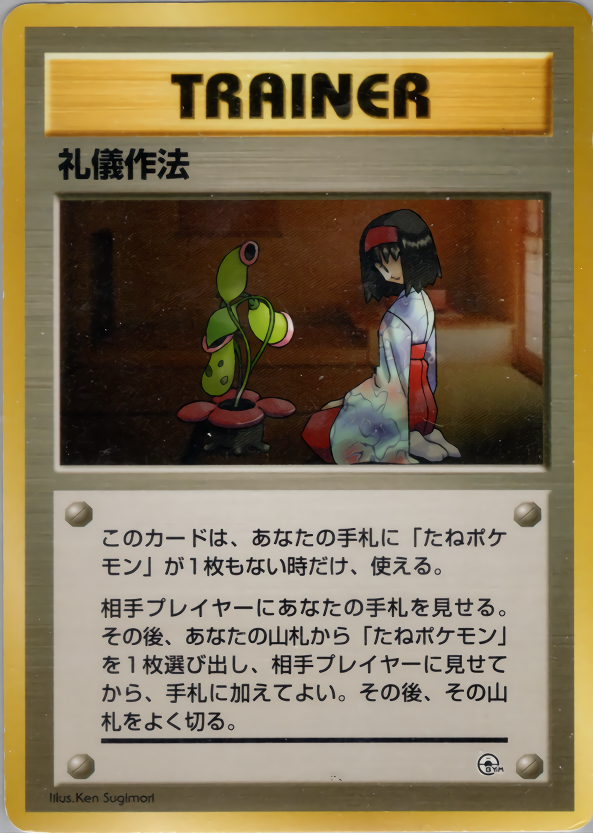 TRAINER
礼儀作法
このカードは、あなたの手札に「たねポケ
モン」が1枚もない時だけ、使える。
相手プレイヤーにあなたの手札を見せる。
その後、あなたの山札から「たねポケモン」
を1枚選び出し、相手プレイヤーに見せて
から、手札に加えてよい。その後、その山
札をよく切る。
GYM
Illus.Ken Sugimori